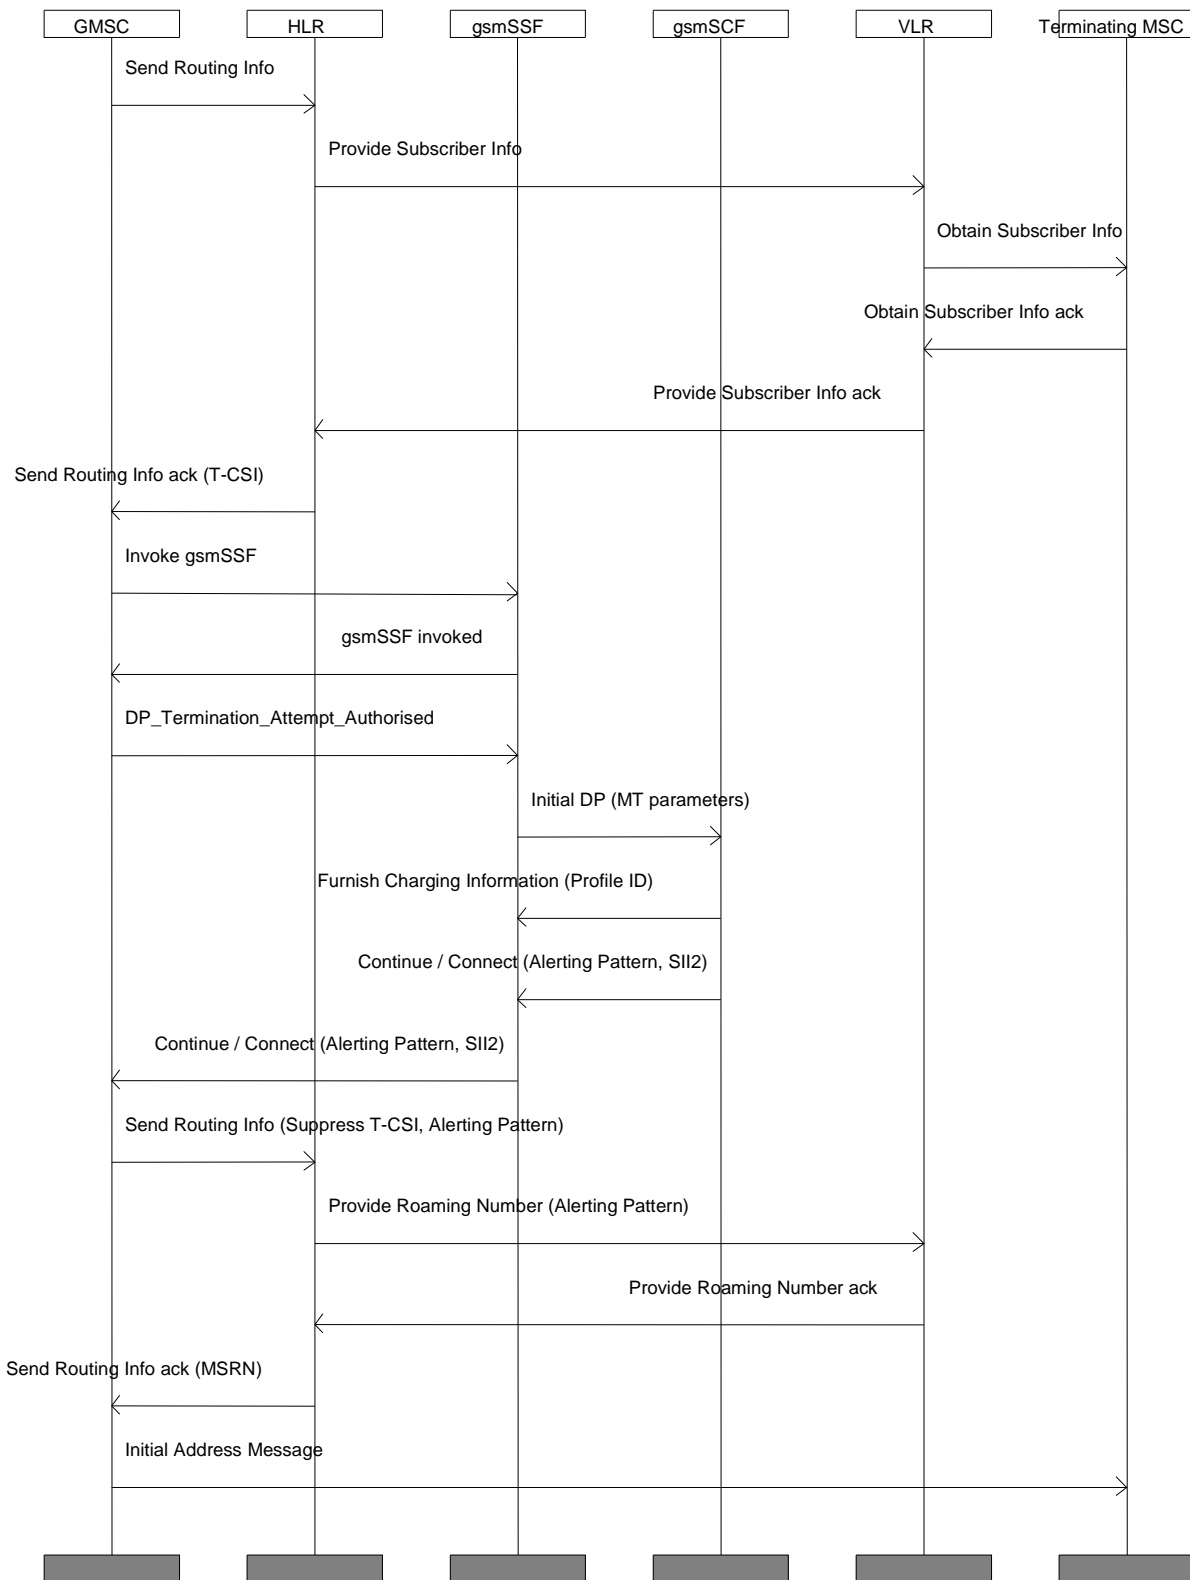 GMSC
HLR
gsmSSF
gsmSCF
VLR
Terminating MSC
Send Routing Info
Provide Subscriber Info
Obtain Subscriber Info
Obtain Subscriber Info ack
Provide Subscriber Info ack
Send Routing Info ack (T-CSI)
Invoke gsmSSF
gsmSSF invoked
DP_Termination_Attempt_Authorised
Initial DP (MT parameters)
Furnish Charging Information (Profile ID)
Continue / Connect (Alerting Pattern, SII2)
Continue / Connect (Alerting Pattern, SII2)
Send Routing Info (Suppress T-CSI, Alerting Pattern)
Provide Roaming Number (Alerting Pattern)
Provide Roaming Number ack
Send Routing Info ack (MSRN)
Initial Address Message